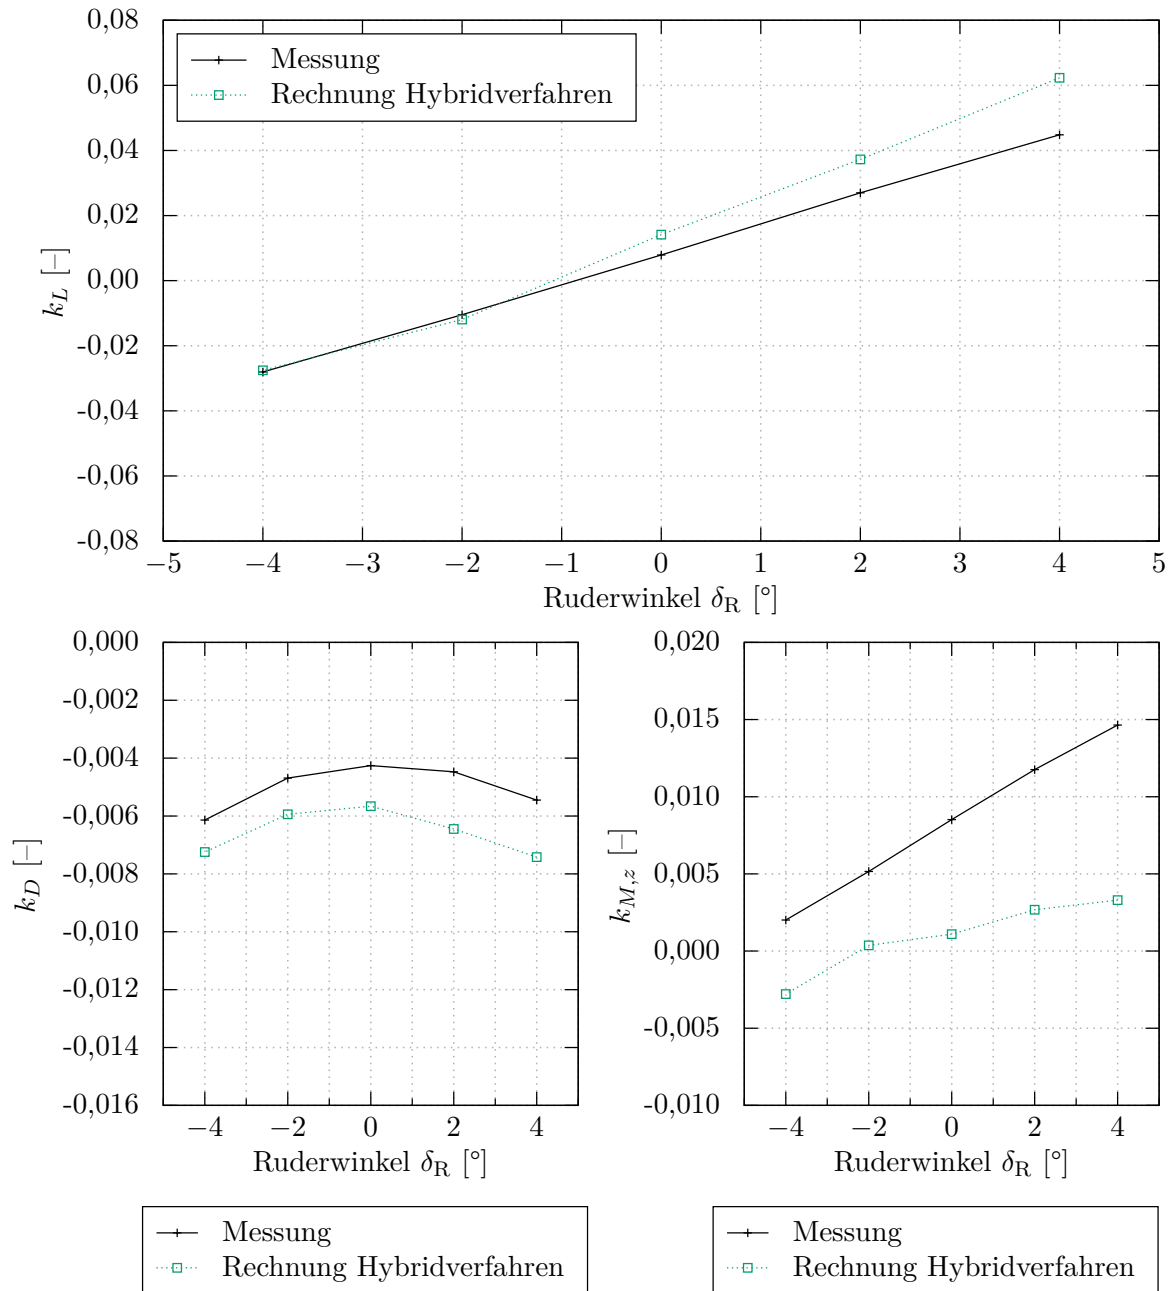 0,08
0,06
0,04
0,02
0,00
-0,02
-0,04
-0,06
-0,08
k_L [−]
Messung
Rechnung Hybridverfahren
−5 −4 −3 −2 −1 0 1 2 3 4 5
Ruderwinkel δ_R [°]
0,000
-0,002
-0,004
-0,006
-0,008
-0,010
-0,012
-0,014
-0,016
k_D [−]
−4 −2 0 2 4
Ruderwinkel δ_R [°]
Messung
Rechnung Hybridverfahren
0,020
0,015
0,010
0,005
0,000
-0,005
-0,010
k_{M,z} [−]
−4 −2 0 2 4
Ruderwinkel δ_R [°]
Messung
Rechnung Hybridverfahren